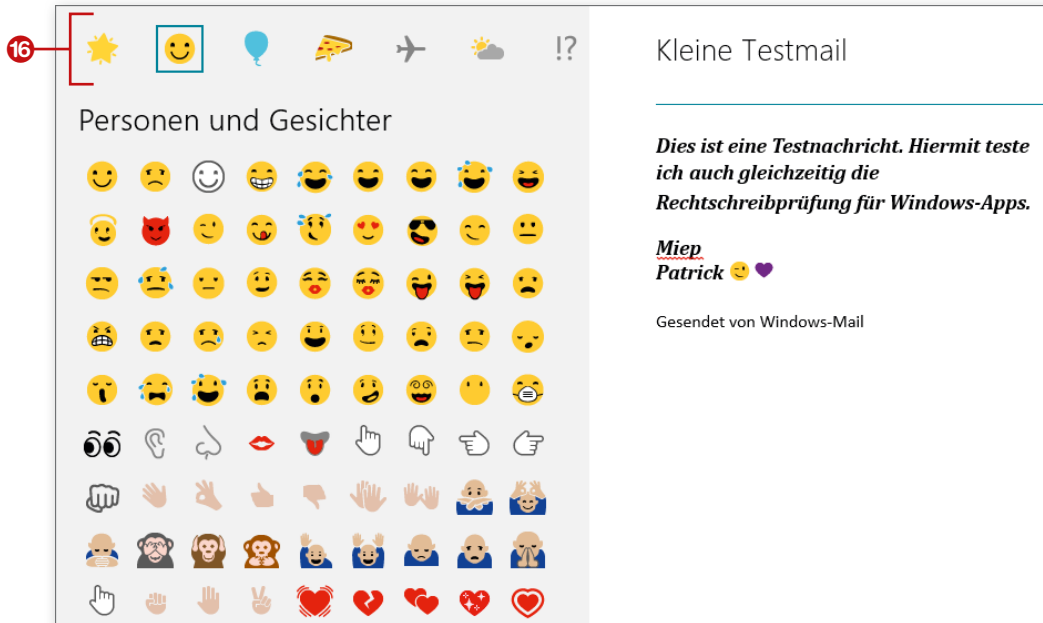 16
!?
Personen und Gesichter
Kleine Testmail
Dies ist eine Testnachricht. Hiermit teste
ich auch gleichzeitig die
Rechtschreibprüfung für Windows-Apps.
Miep
Patrick 😉 💜
Gesendet von Windows-Mail